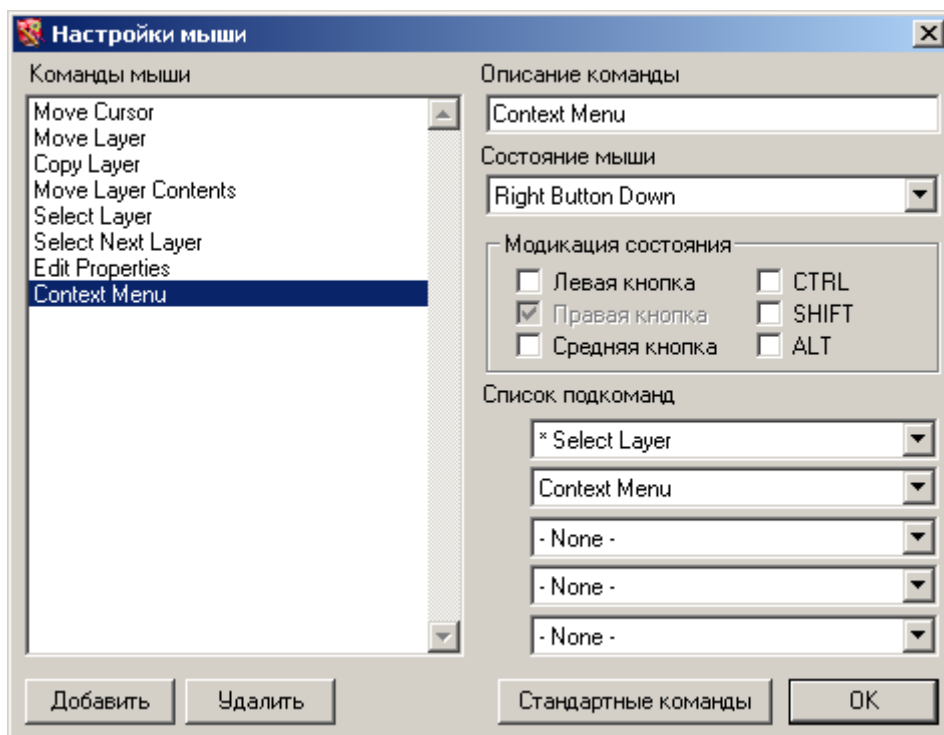 Настройки мыши
Команды мыши
Move Cursor
Move Layer
Copy Layer
Move Layer Contents
Select Layer
Select Next Layer
Edit Properties
Context Menu
Описание команды
Context Menu
Состояние мыши
Right Button Down
Модикация состояния
Левая кнопка
CTRL
Правая кнопка
SHIFT
Средняя кнопка
ALT
Список подкоманд
* Select Layer
Context Menu
- None -
- None -
- None -
Добавить
Удалить
Стандартные команды
OK